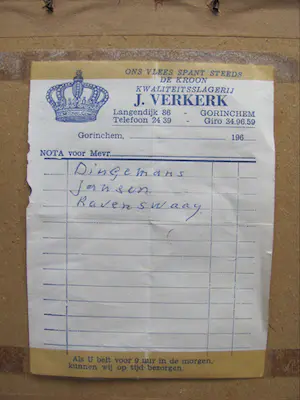 ONS VLEES SPANT STEEDS
DE KROON
KWALITEITSSLAGERIJ
J. VERKERK
Langendijk 86 - GORINCHEM
Telefoon 24 39 - Giro 34.96.59
Gorinchem, 196
NOTA voor Mevr.
Dingemans
Jansen
Ravenswaay
Als U belt voor 9 uur in de morgen,
kunnen wij op tijd bezorgen.